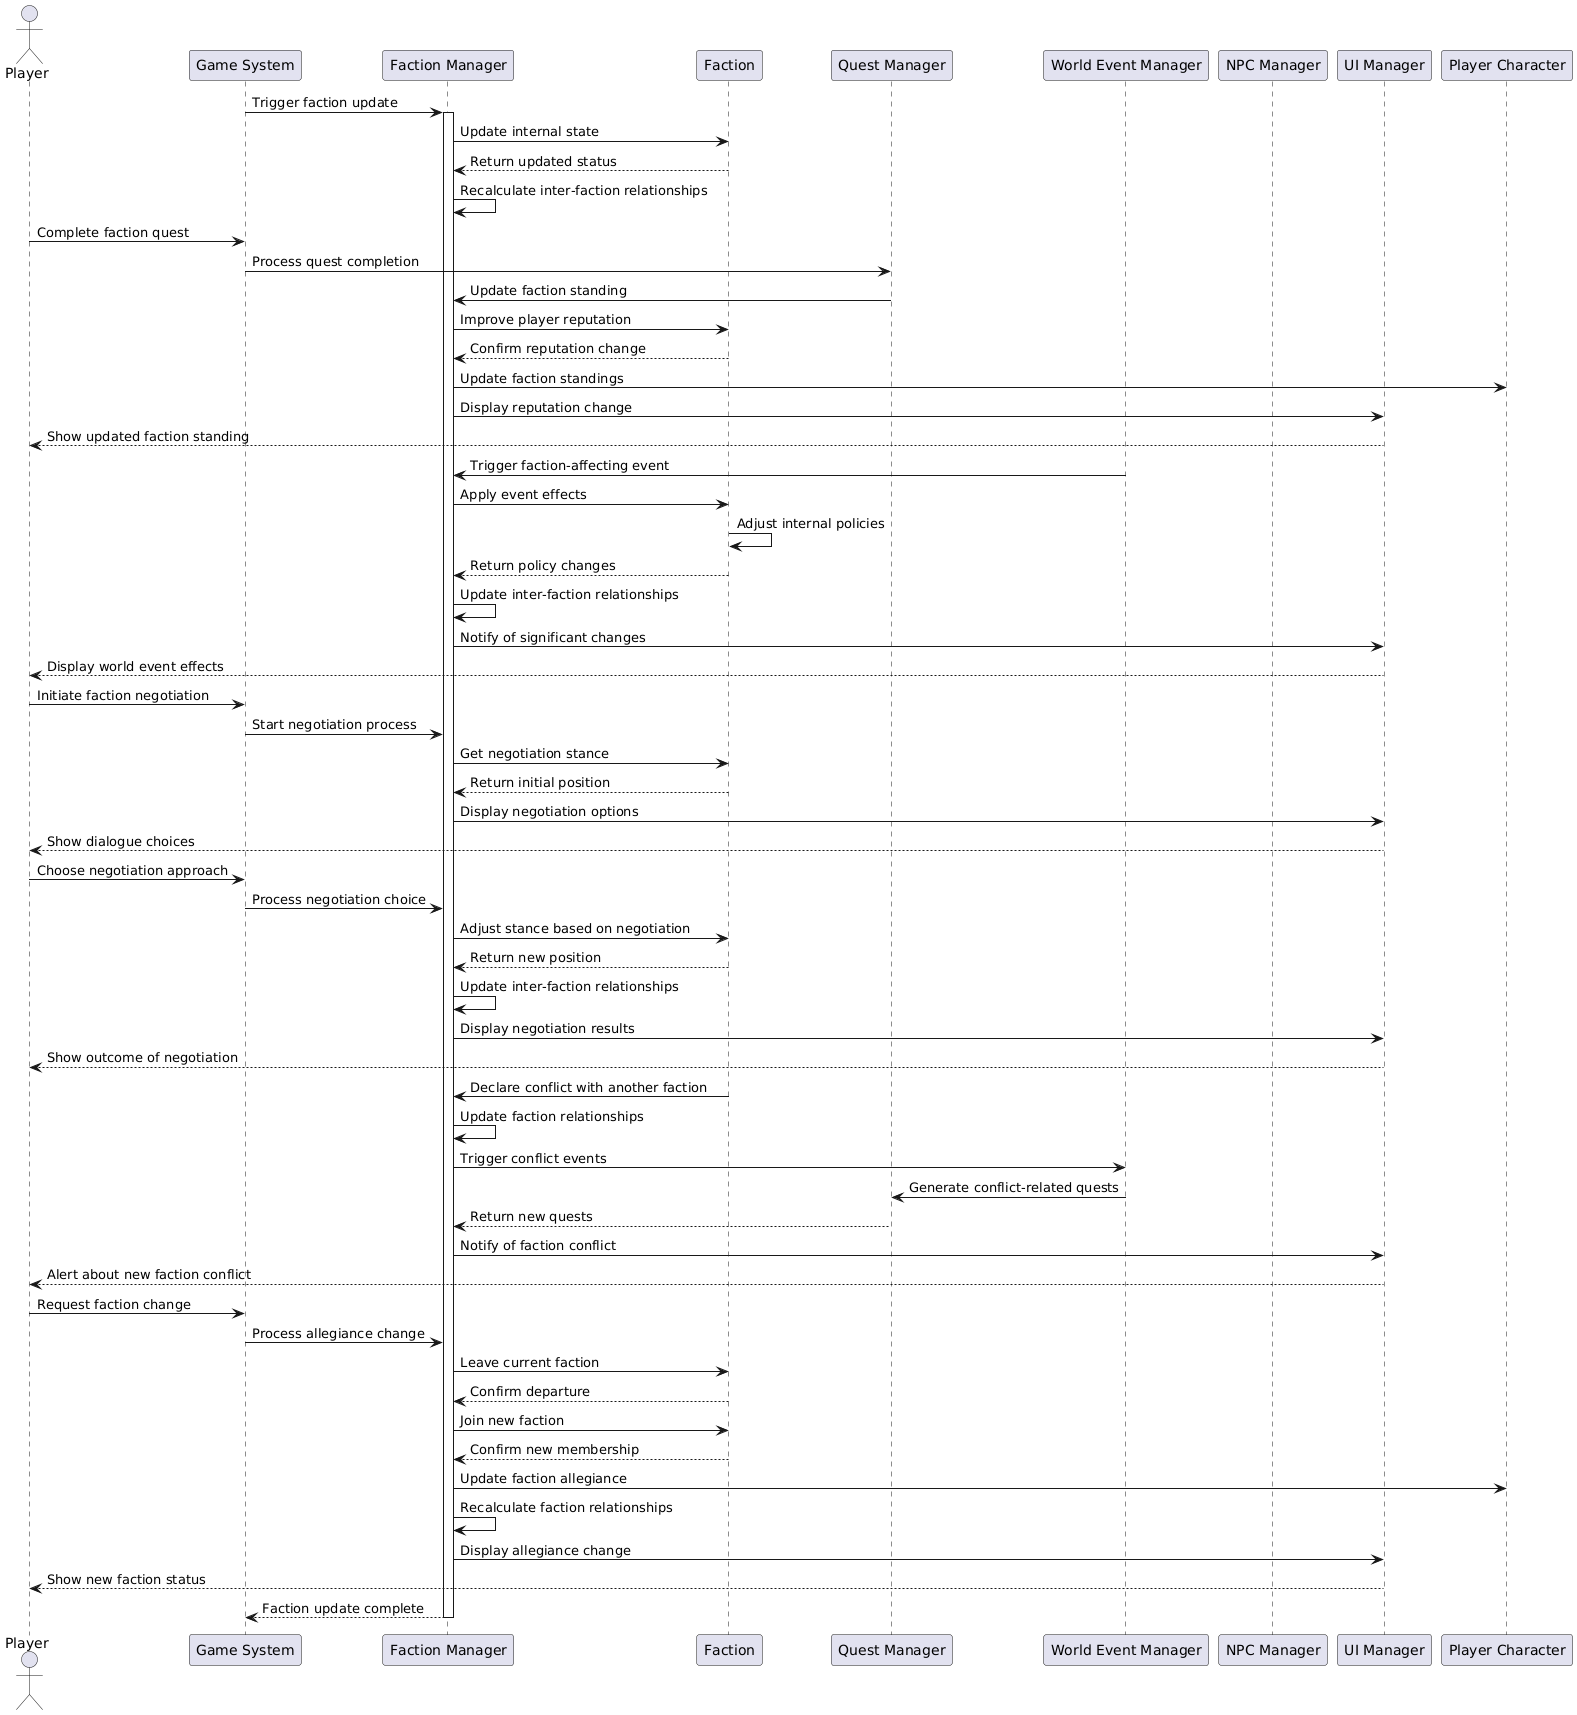 Player
Game System
Faction Manager
Faction
Quest Manager
World Event Manager
NPC Manager
UI Manager
Player Character
Trigger faction update
Update internal state
Return updated status
Recalculate inter-faction relationships
Complete faction quest
Process quest completion
Update faction standing
Improve player reputation
Confirm reputation change
Update faction standings
Display reputation change
Show updated faction standing
Trigger faction-affecting event
Apply event effects
Adjust internal policies
Return policy changes
Update inter-faction relationships
Notify of significant changes
Display world event effects
Initiate faction negotiation
Start negotiation process
Get negotiation stance
Return initial position
Display negotiation options
Show dialogue choices
Choose negotiation approach
Process negotiation choice
Adjust stance based on negotiation
Return new position
Update inter-faction relationships
Display negotiation results
Show outcome of negotiation
Declare conflict with another faction
Update faction relationships
Trigger conflict events
Generate conflict-related quests
Return new quests
Notify of faction conflict
Alert about new faction conflict
Request faction change
Process allegiance change
Leave current faction
Confirm departure
Join new faction
Confirm new membership
Update faction allegiance
Recalculate faction relationships
Display allegiance change
Show new faction status
Faction update complete
Player
Game System
Faction Manager
Faction
Quest Manager
World Event Manager
NPC Manager
UI Manager
Player Character